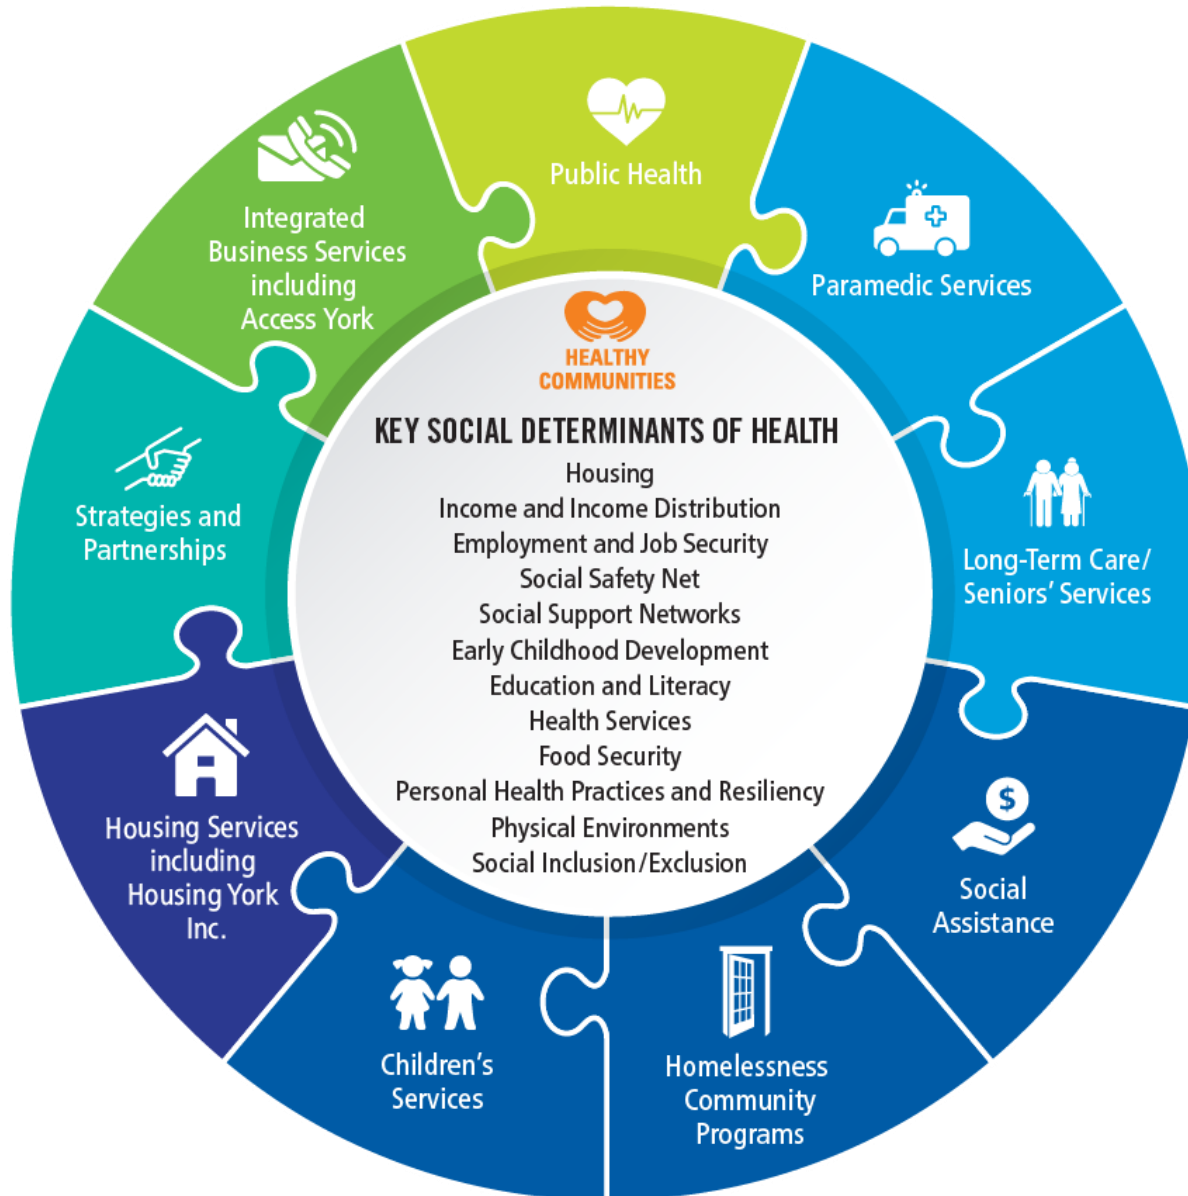 Public Health
Paramedic Services
Long-Term Care/
Seniors' Services
$
Social
Assistance
Homelessness
Community
Programs
Children's
Services
Housing Services
including
Housing York
Inc.
Strategies and
Partnerships
Integrated
Business Services
including
Access York
HEALTHY
COMMUNITIES
KEY SOCIAL DETERMINANTS OF HEALTH
Housing
Income and Income Distribution
Employment and Job Security
Social Safety Net
Social Support Networks
Early Childhood Development
Education and Literacy
Health Services
Food Security
Personal Health Practices and Resiliency
Physical Environments
Social Inclusion/Exclusion